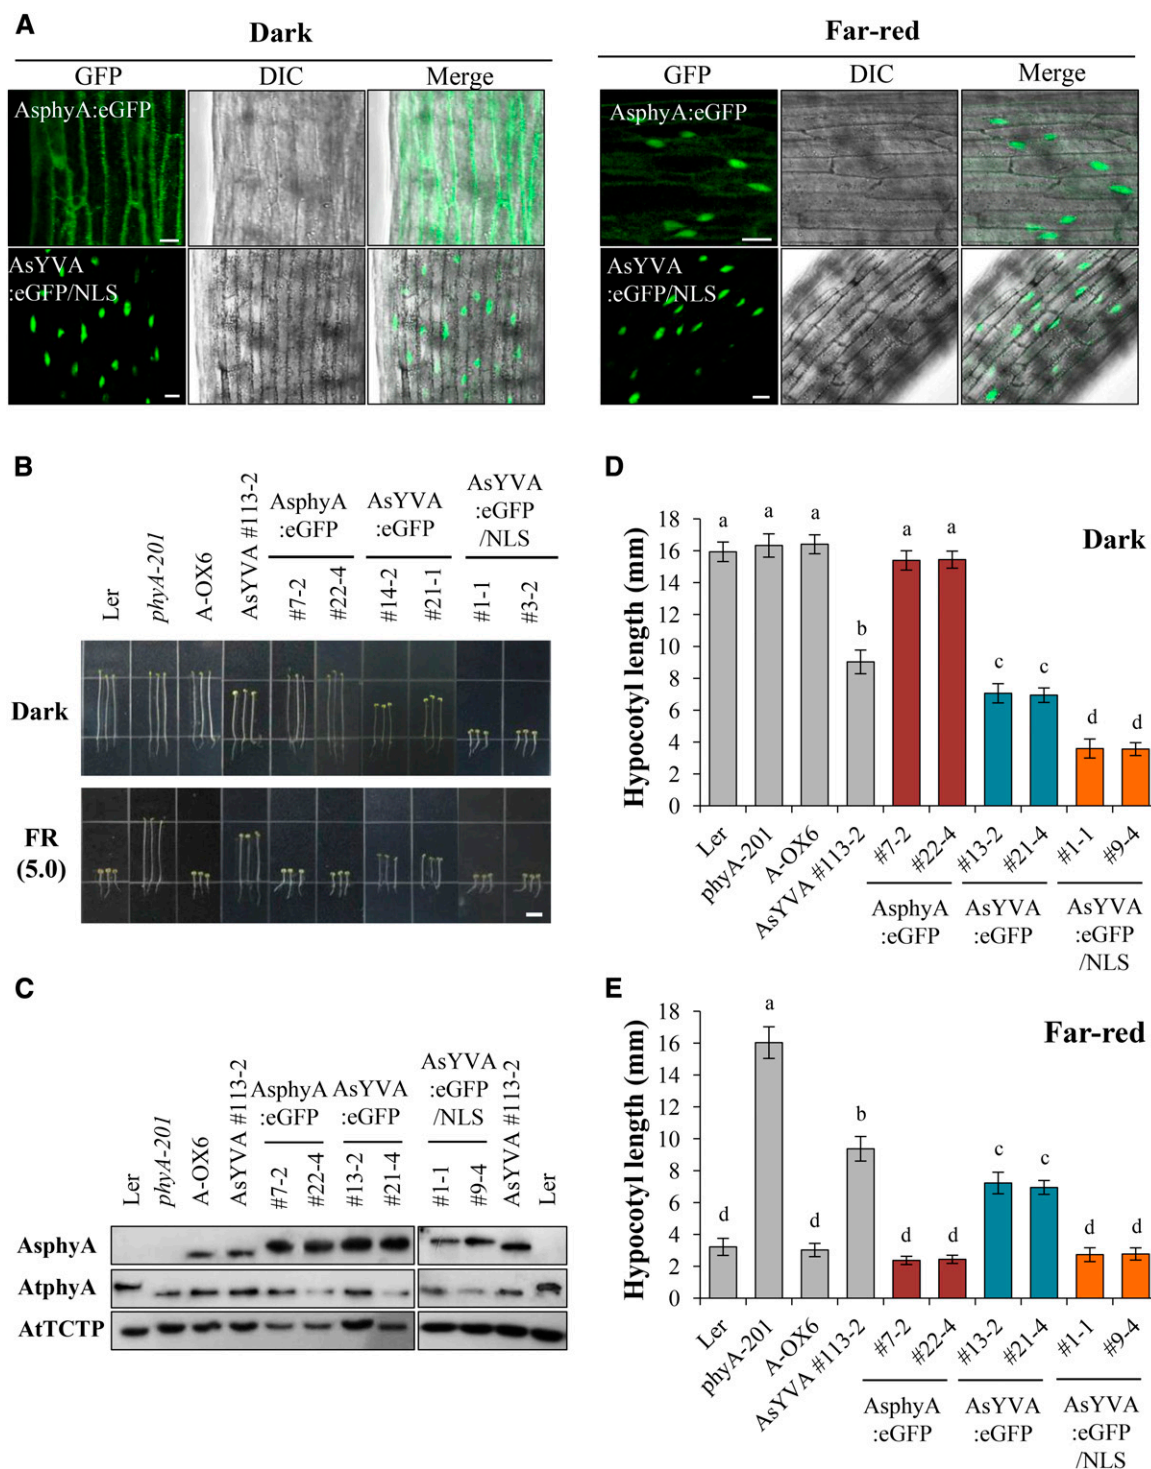 A
Dark
Far-red
GFP DIC Merge
GFP DIC Merge
AsphyA:eGFP
AsphyA:eGFP
AsYVA
:eGFP/NLS
AsYVA
:eGFP/NLS
B
Ler
phyA-201
A-OX6
AsYVA #113-2
AsphyA
:eGFP
#7-2
#22-4
AsYVA
:eGFP
#14-2
#21-1
AsYVA
:eGFP
/NLS
#1-1
#3-2
Dark
FR
(5.0)
C
Ler
phyA-201
A-OX6
AsYVA #113-2
AsphyA
:eGFP
#7-2
#22-4
AsYVA
:eGFP
#13-2
#21-4
AsYVA
:eGFP
/NLS
#1-1
#9-4
AsYVA #113-2
Ler
AsphyA
AtphyA
AtTCTP
D
Dark
Hypocotyl length (mm)
18
16
14
12
10
8
6
4
2
0
a a a b a a c c d d
Ler
phyA-201
A-OX6
AsYVA #113-2
#7-2
#22-4
#13-2
#21-4
#1-1
#9-4
AsphyA
:eGFP
AsYVA
:eGFP
AsYVA
:eGFP
/NLS
E
Far-red
Hypocotyl length (mm)
18
16
14
12
10
8
6
4
2
0
d a d b d d c c d d
Ler
phyA-201
A-OX6
AsYVA #113-2
#7-2
#22-4
#13-2
#21-4
#1-1
#9-4
AsphyA
:eGFP
AsYVA
:eGFP
AsYVA
:eGFP
/NLS